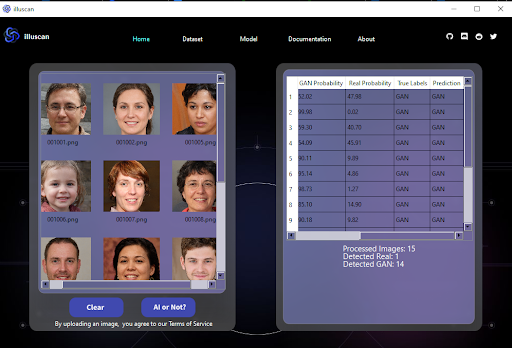 illuscan
illuscan
Home Dataset Model Documentation About
GAN Probability Real Probability True Labels Prediction
1 52.02 47.98 GAN GAN
2 99.98 0.02 GAN GAN
3 59.30 40.70 GAN GAN
4 54.09 45.91 GAN GAN
5 90.11 9.89 GAN GAN
6 95.14 4.86 GAN GAN
7 98.73 1.27 GAN GAN
8 85.10 14.90 GAN GAN
9 90.18 9.82 GAN GAN
001001.png 001002.png 001005.png
001006.png 001007.png 001008.png
Processed Images: 15
Detected Real: 1
Detected GAN: 14
Clear AI or Not?
By uploading an image, you agree to our Terms of Service